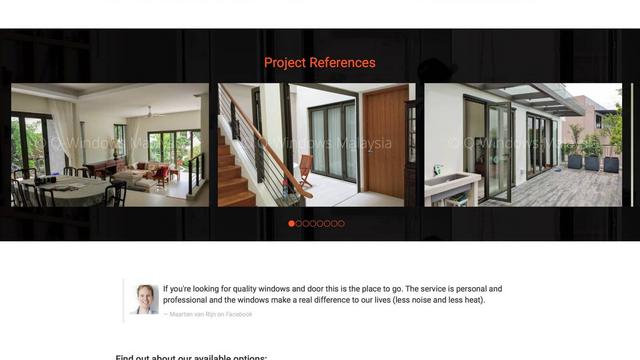 Project References
© Q Windows Malaysia
© Q Windows Malaysia
© Q Windows Malaysia
If you're looking for quality windows and door this is the place to go. The service is personal and
professional and the windows make a real difference to our lives (less noise and less heat).
— Maarten van Rijn on Facebook
Find out about our available options: